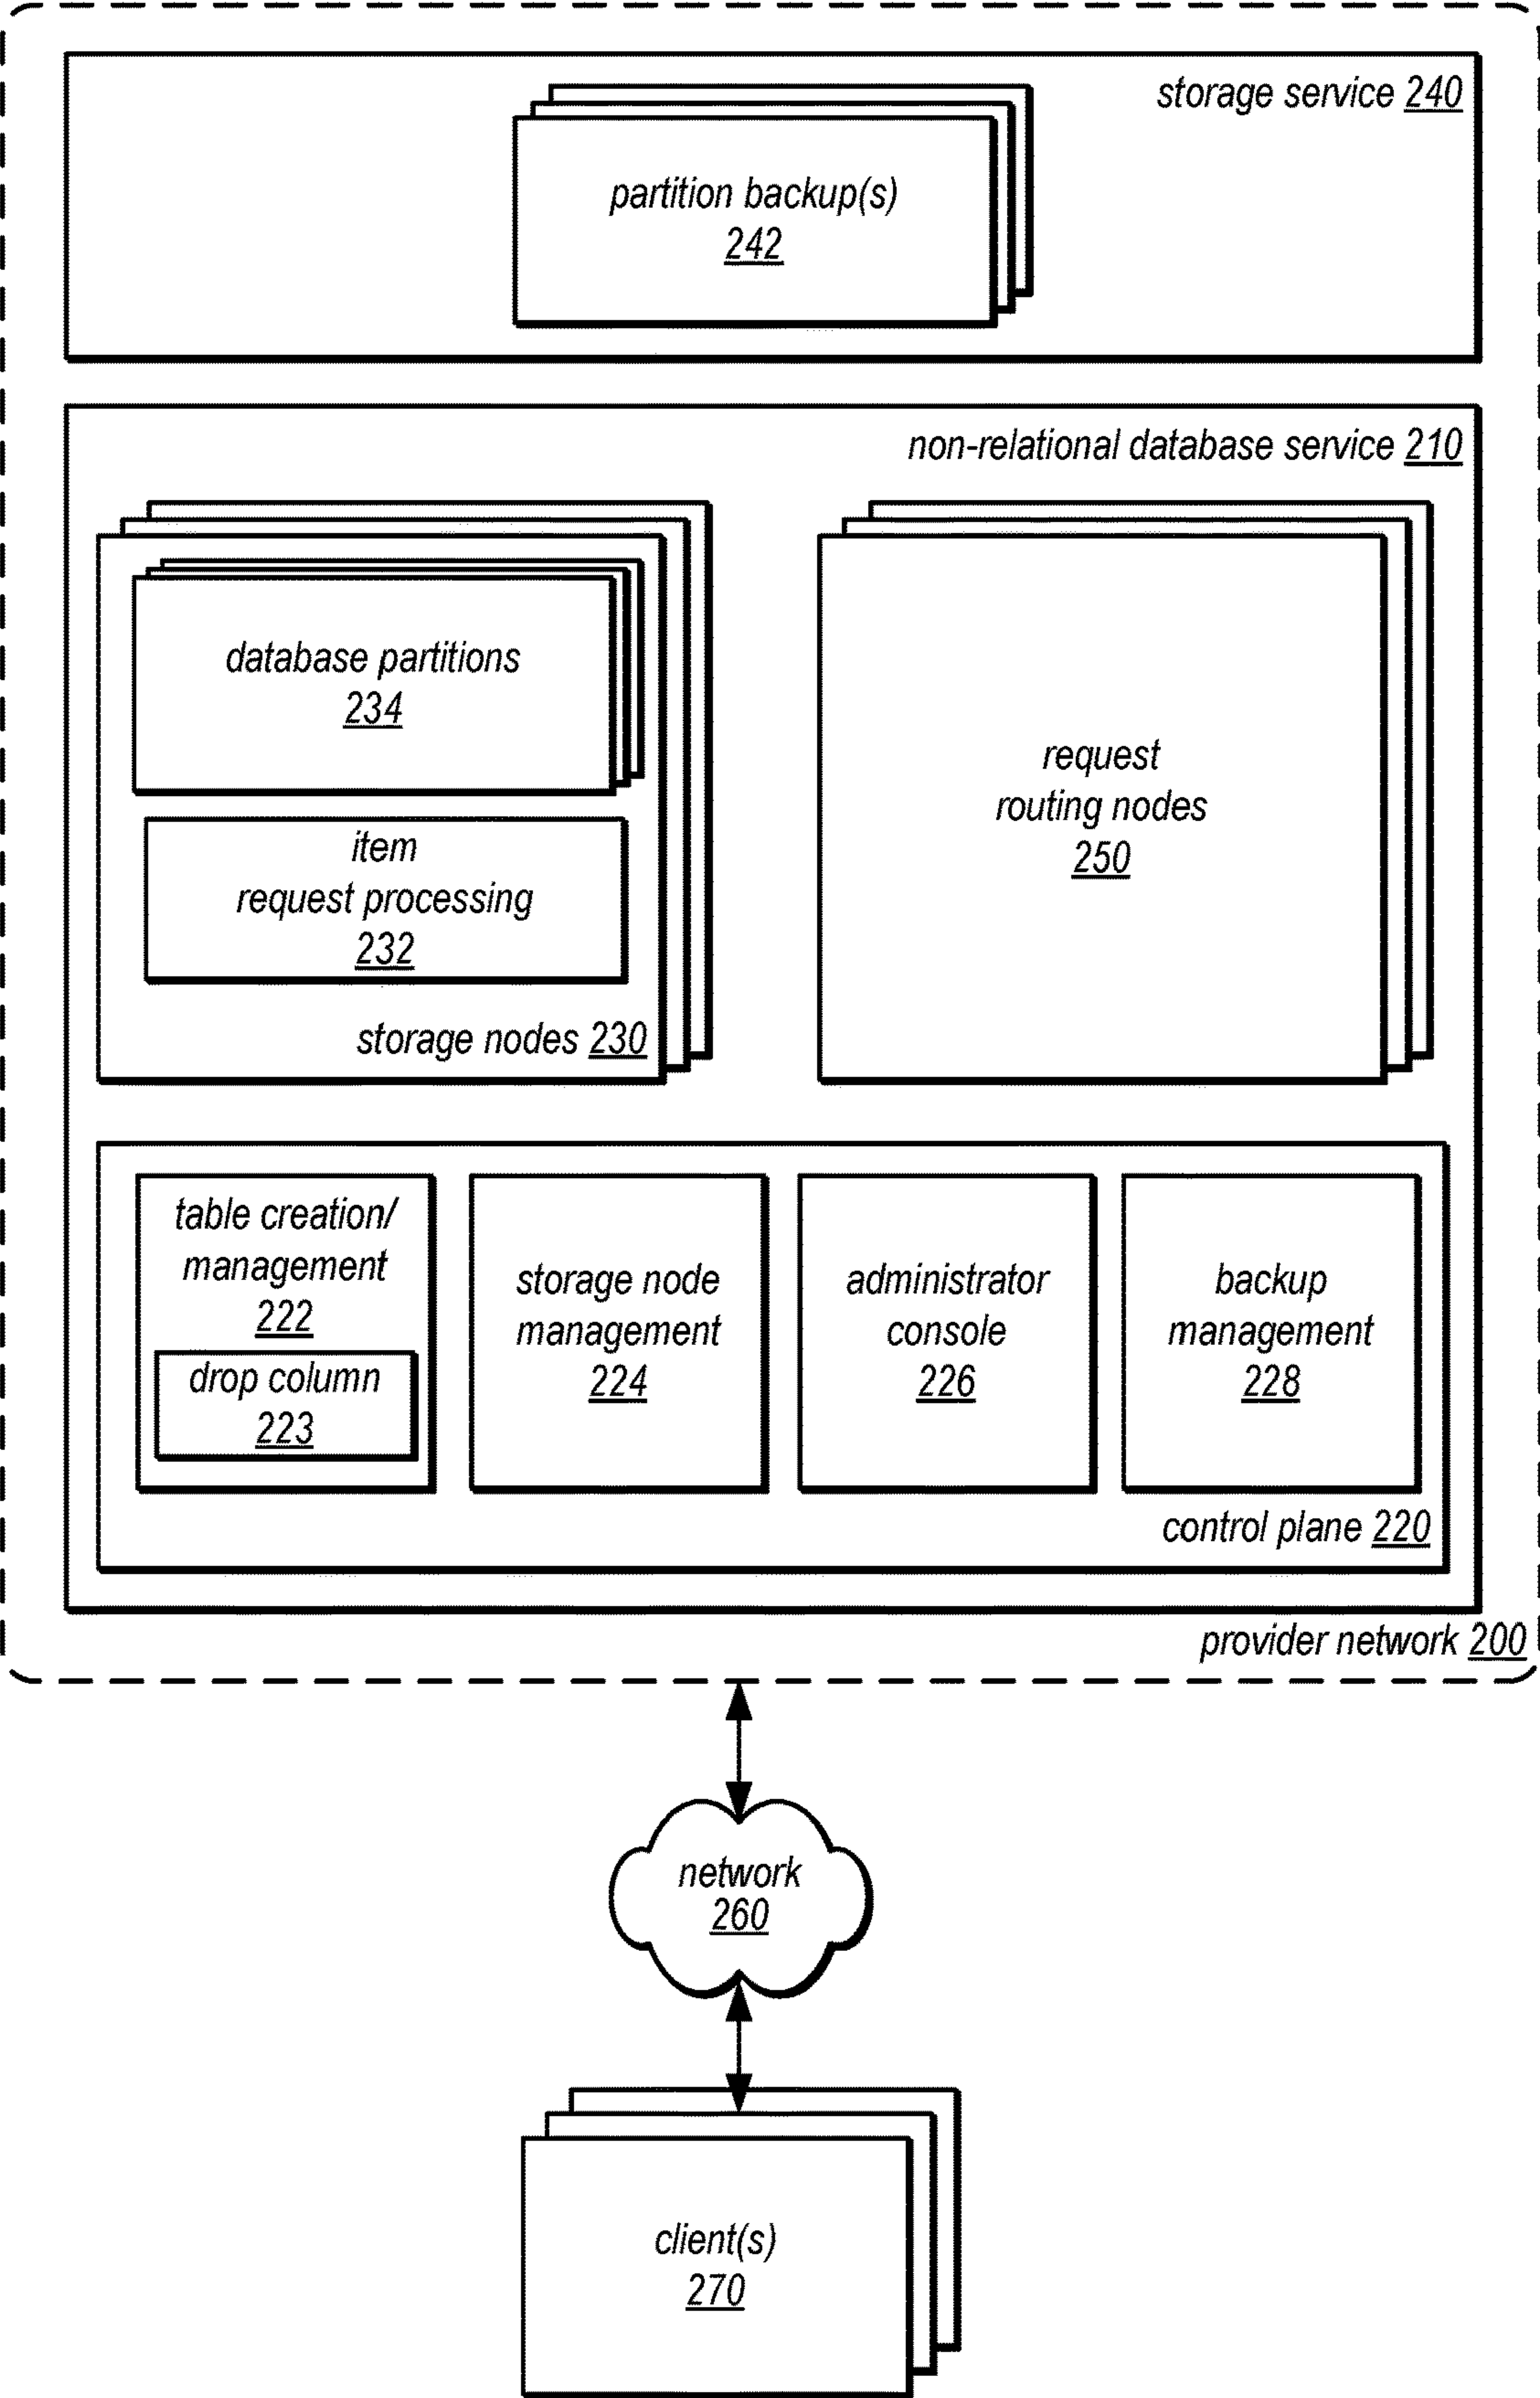 storage service 240
partition backup(s)
242
non-relational database service 210
database partitions
234
item
request processing
232
storage nodes 230
request
routing nodes
250
table creation/
management
222
drop column
223
storage node
management
224
administrator
console
226
backup
management
228
control plane 220
provider network 200
network
260
client(s)
270